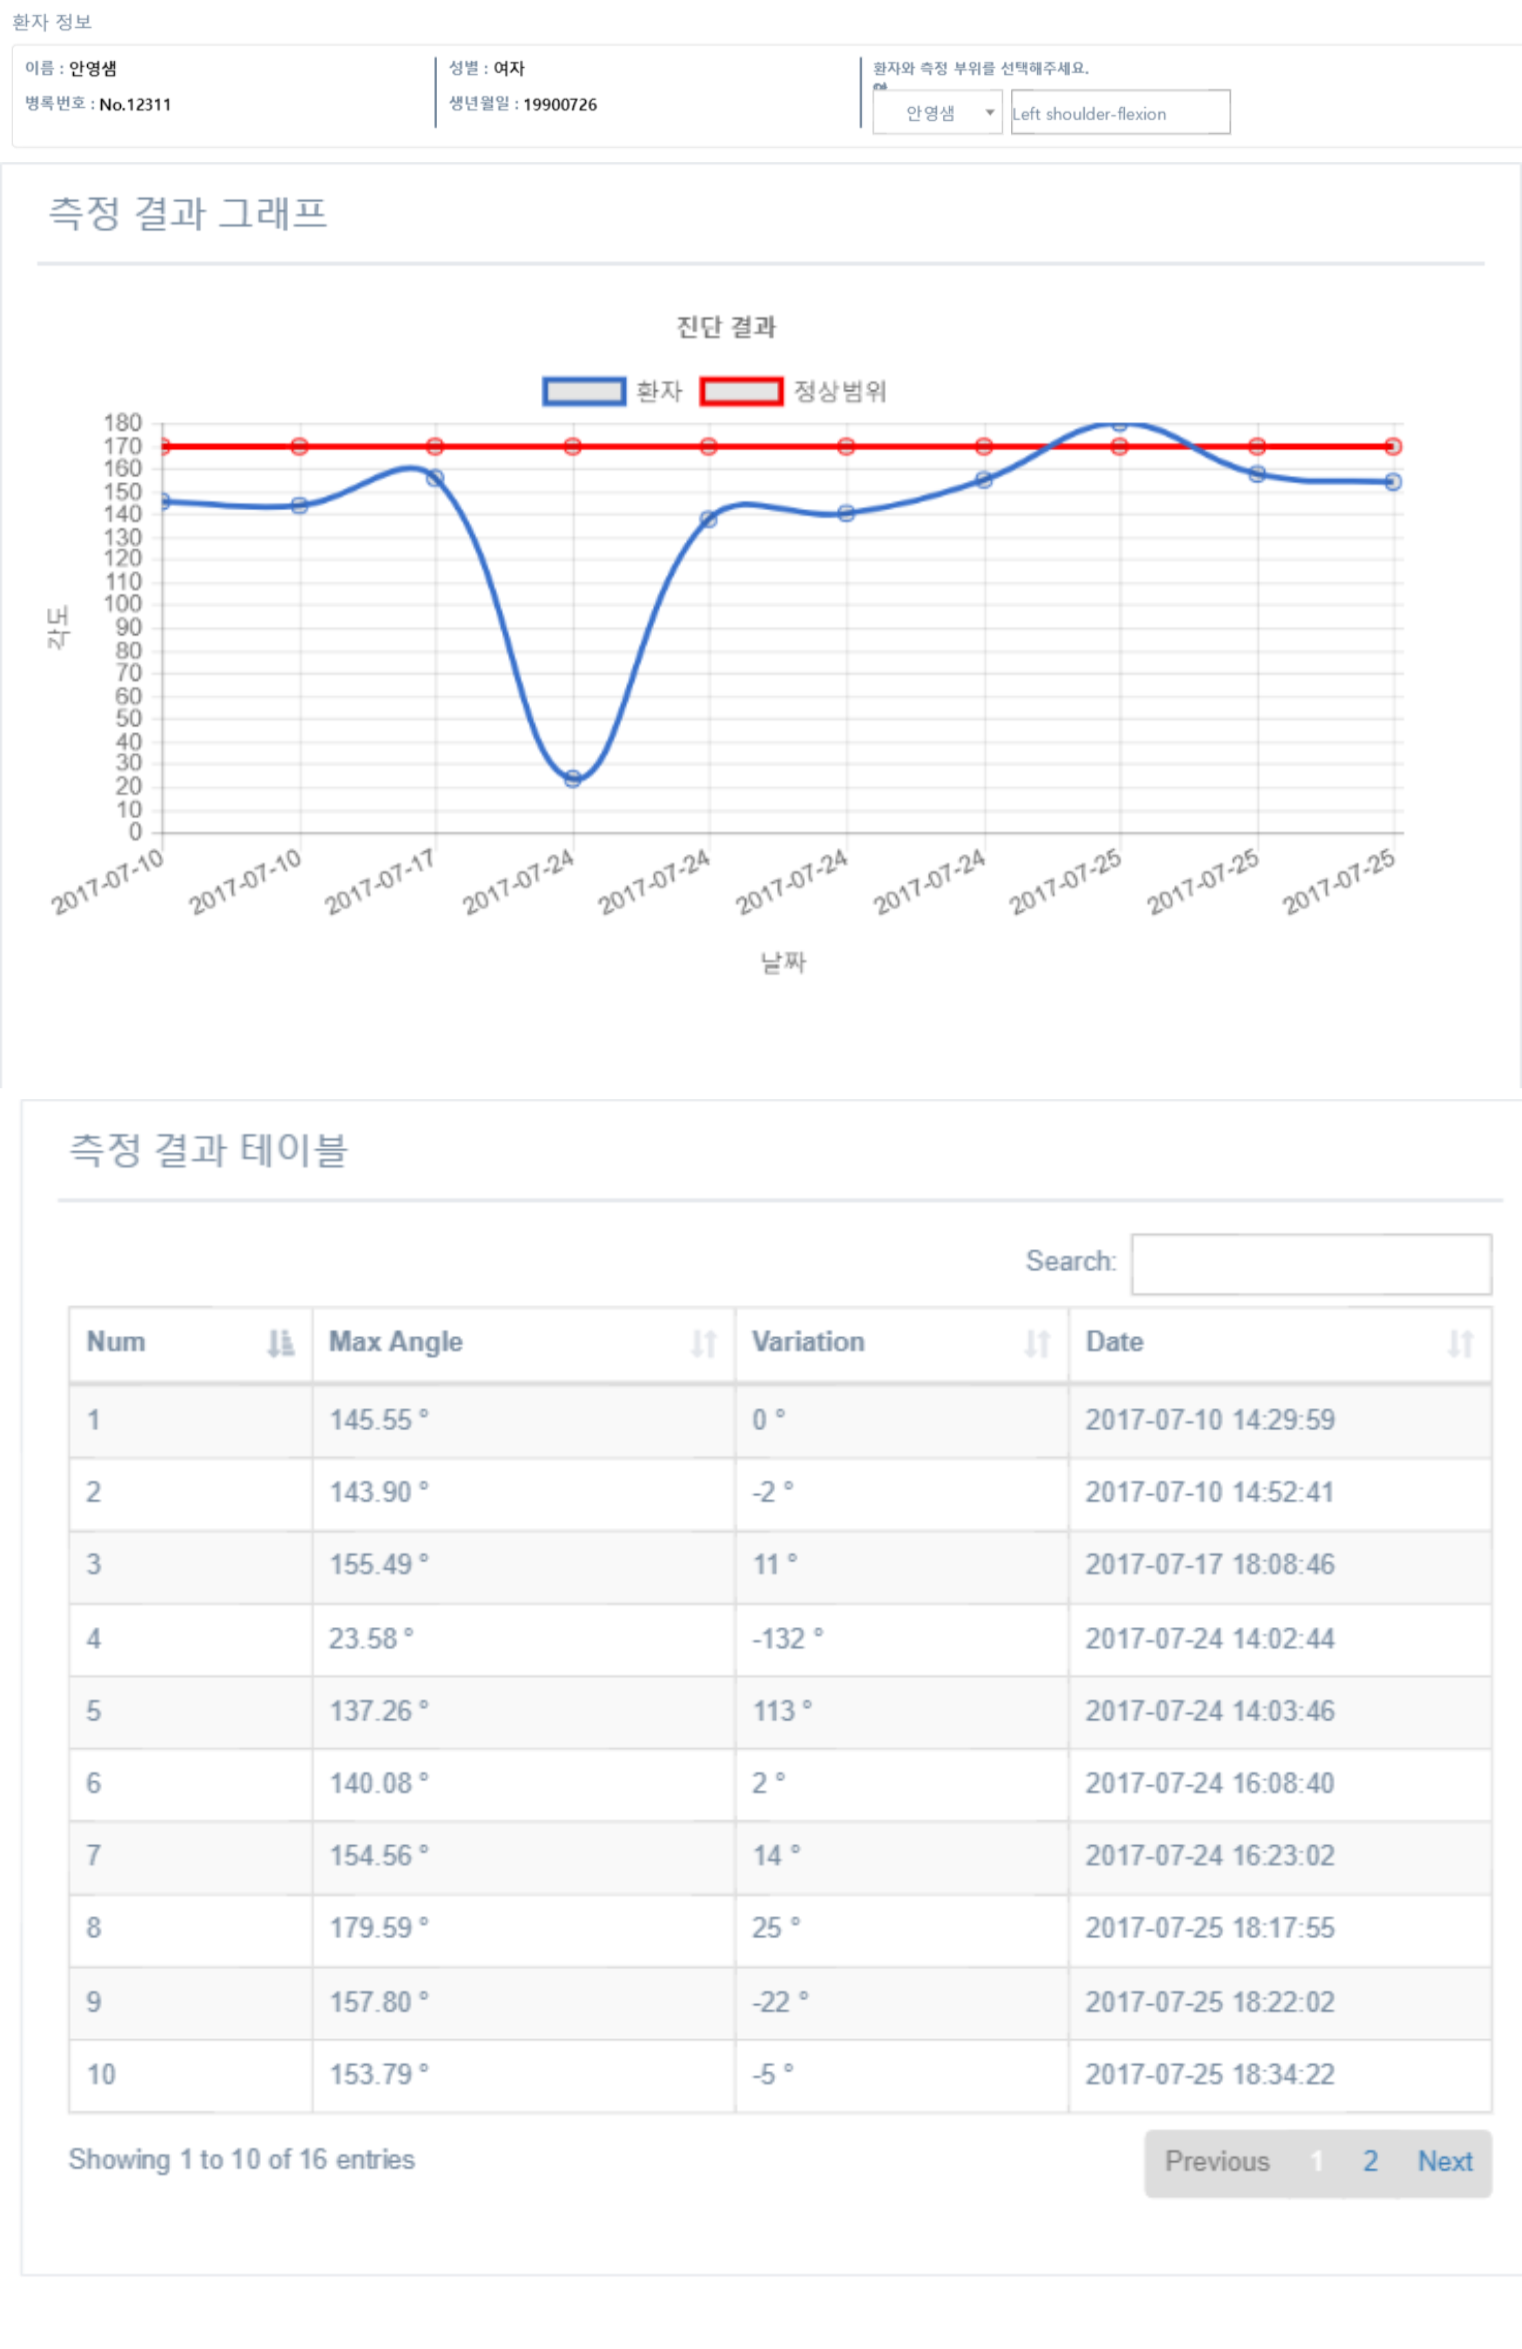 환자 정보
이름 : 안영샘
성별 : 여자
환자와 측정 부위를 선택해주세요.
병록번호 : No.12311
생년월일 : 19900726
안영샘
Left shoulder-flexion
측정 결과 그래프
진단 결과
환자 정상범위
180
170
160
150
140
130
120
110
100
90
80
70
60
50
40
30
20
10
0
각도
2017-07-10 2017-07-10 2017-07-17 2017-07-24 2017-07-24 2017-07-24 2017-07-24 2017-07-25 2017-07-25 2017-07-25
날짜
측정 결과 테이블
Search:
Num Max Angle Variation Date
1 145.55 ° 0 ° 2017-07-10 14:29:59
2 143.90 ° -2 ° 2017-07-10 14:52:41
3 155.49 ° 11 ° 2017-07-17 18:08:46
4 23.58 ° -132 ° 2017-07-24 14:02:44
5 137.26 ° 113 ° 2017-07-24 14:03:46
6 140.08 ° 2 ° 2017-07-24 16:08:40
7 154.56 ° 14 ° 2017-07-24 16:23:02
8 179.59 ° 25 ° 2017-07-25 18:17:55
9 157.80 ° -22 ° 2017-07-25 18:22:02
10 153.79 ° -5 ° 2017-07-25 18:34:22
Showing 1 to 10 of 16 entries
Previous 1 2 Next